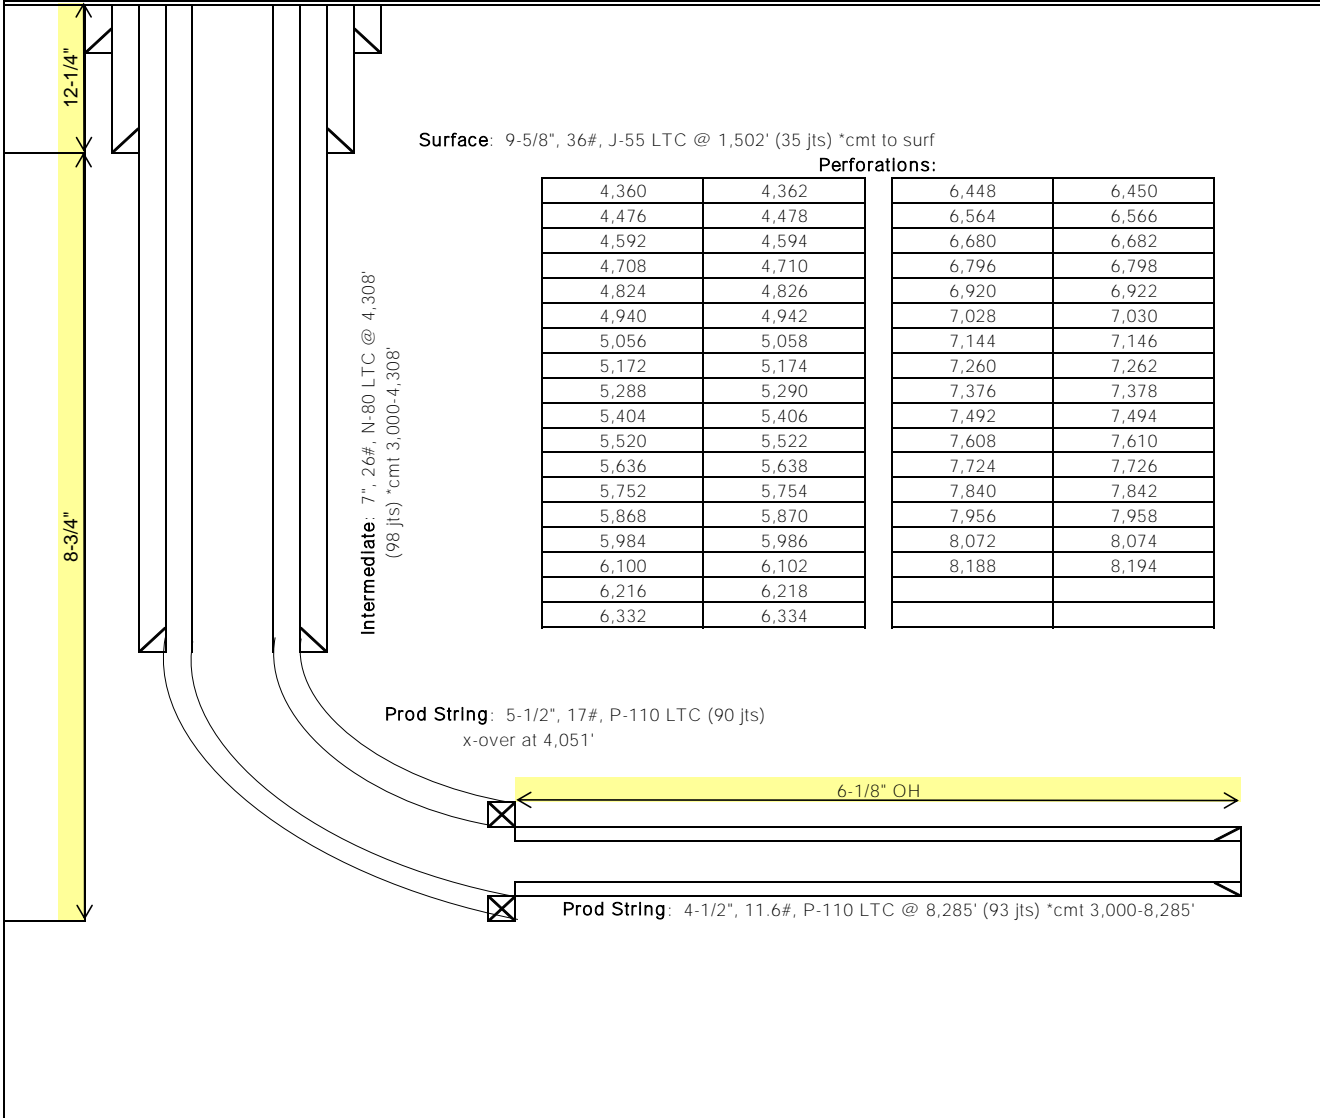 12-1/4"
Surface: 9-5/8", 36#, J-55 LTC @ 1,502' (35 jts) *cmt to surf
Perforations:
4,360 4,362 6,448 6,450
4,476 4,478 6,564 6,566
4,592 4,594 6,680 6,682
4,708 4,710 6,796 6,798
4,824 4,826 6,920 6,922
4,940 4,942 7,028 7,030
5,056 5,058 7,144 7,146
5,172 5,174 7,260 7,262
5,288 5,290 7,376 7,378
5,404 5,406 7,492 7,494
5,520 5,522 7,608 7,610
5,636 5,638 7,724 7,726
5,752 5,754 7,840 7,842
5,868 5,870 7,956 7,958
5,984 5,986 8,072 8,074
6,100 6,102 8,188 8,194
6,216 6,218
6,332 6,334
Intermediate: 7", 26#, N-80 LTC @ 4,308'
(98 jts) *cmt 3,000-4,308'
8-3/4"
Prod String: 5-1/2", 17#, P-110 LTC (90 jts)
x-over at 4,051'
6-1/8" OH
Prod String: 4-1/2", 11.6#, P-110 LTC @ 8,285' (93 jts) *cmt 3,000-8,285'